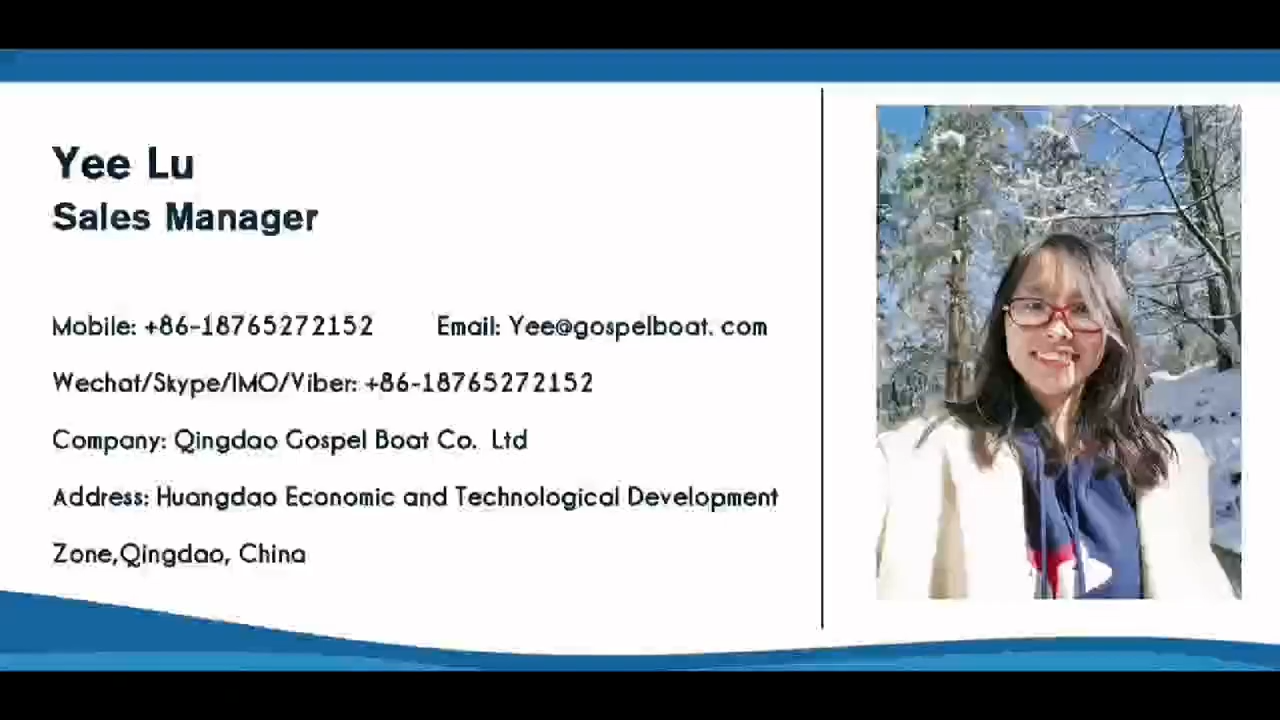 Yee Lu
Sales Manager
Mobile: +86-18765272152 Email: Yee@gospelboat. com
Wechat/Skype/IMO/Viber: +86-18765272152
Company: Qingdao Gospel Boat Co. Ltd
Address: Huangdao Economic and Technological Development
Zone,Qingdao, China